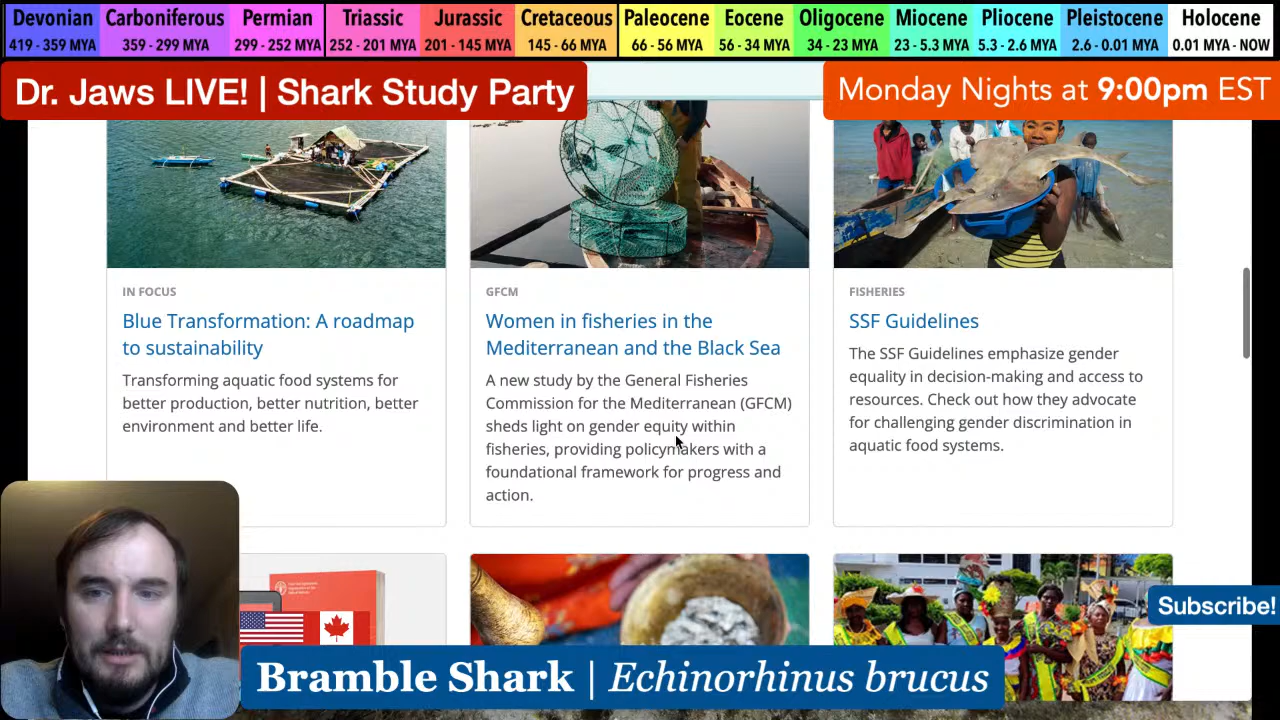 Devonian
419 - 359 MYA
Carboniferous
359 - 299 MYA
Permian
299 - 252 MYA
Triassic
252 - 201 MYA
Jurassic
201 - 145 MYA
Cretaceous
145 - 66 MYA
Paleocene
66 - 56 MYA
Eocene
56 - 34 MYA
Oligocene
34 - 23 MYA
Miocene
23 - 5.3 MYA
Pliocene
5.3 - 2.6 MYA
Pleistocene
2.6 - 0.01 MYA
Holocene
0.01 MYA - NOW
Dr. Jaws LIVE! | Shark Study Party
Monday Nights at 9:00pm EST
IN FOCUS
Blue Transformation: A roadmap
to sustainability
Transforming aquatic food systems for
better production, better nutrition, better
environment and better life.
GFCM
Women in fisheries in the
Mediterranean and the Black Sea
A new study by the General Fisheries
Commission for the Mediterranean (GFCM)
sheds light on gender equity within
fisheries, providing policymakers with a
foundational framework for progress and
action.
FISHERIES
SSF Guidelines
The SSF Guidelines emphasize gender
equality in decision-making and access to
resources. Check out how they advocate
for challenging gender discrimination in
aquatic food systems.
Subscribe!
Bramble Shark | Echinorhinus brucus